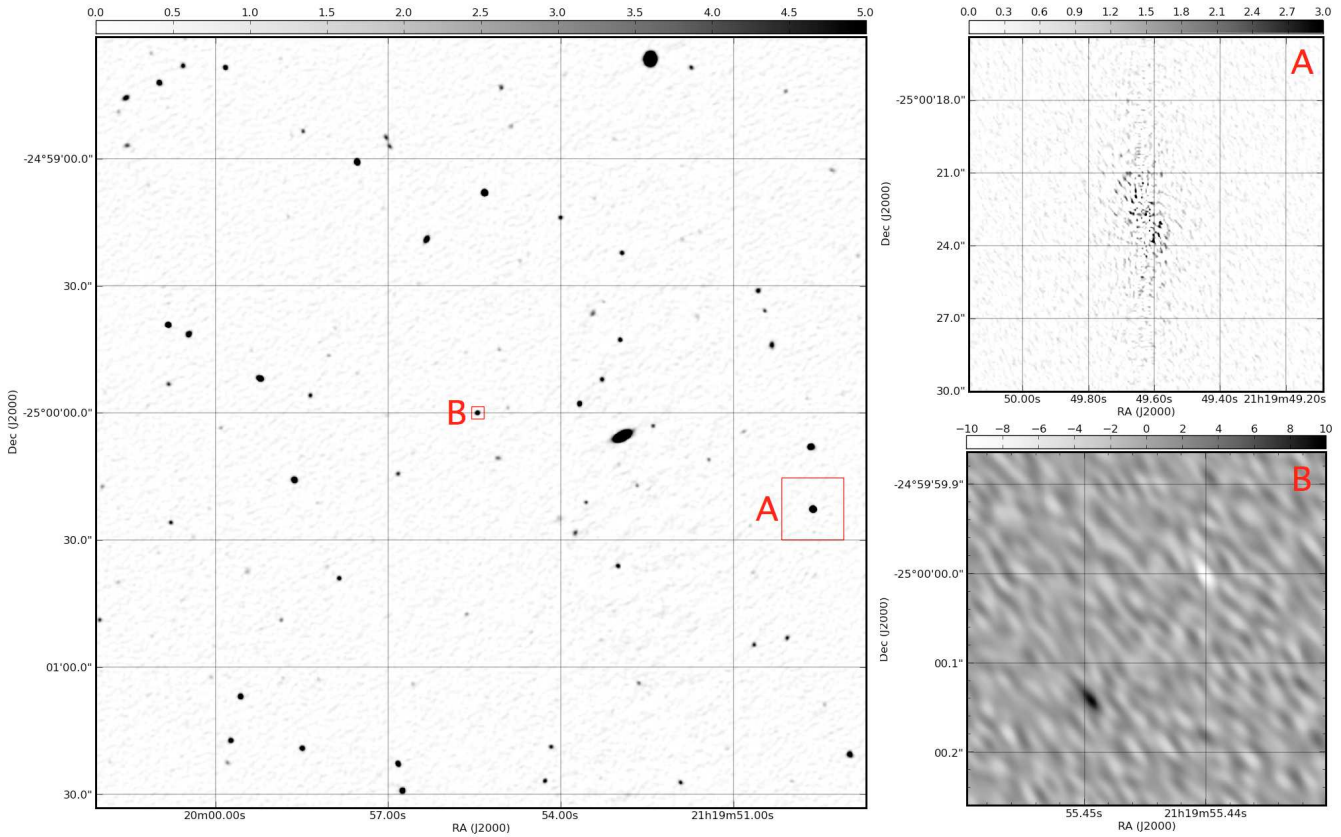 0.0 0.5 1.0 1.5 2.0 2.5 3.0 3.5 4.0 4.5 5.0
-24°59'00.0"
30.0"
-25°00'00.0"
30.0"
01'00.0"
30.0"
Dec (J2000)
B
A
20m00.00s 57.00s 54.00s 21h19m51.00s
RA (J2000)
0.0 0.3 0.6 0.9 1.2 1.5 1.8 2.1 2.4 2.7 3.0
A
-25°00'18.0"
21.0"
24.0"
27.0"
30.0"
Dec (J2000)
50.00s 49.80s 49.60s 49.40s 21h19m49.20s
RA (J2000)
−10 −8 −6 −4 −2 0 2 4 6 8 10
B
-24°59'59.9"
-25°00'00.0"
00.1"
00.2"
Dec (J2000)
55.45s 21h19m55.44s
RA (J2000)